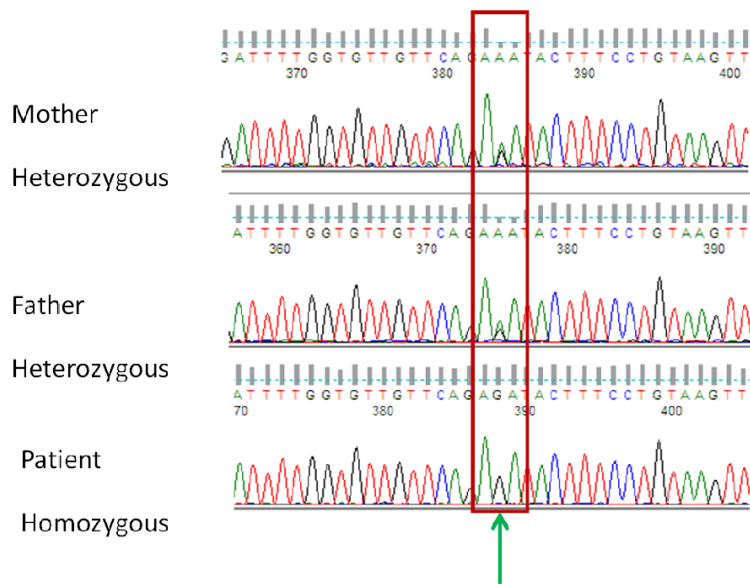 GATTTTGGTGTTGTTCAGAAATACTTTCCTGTAAGTT
370 380 390 400
Mother
Heterozygous
ATTTTGGTGTTGTTCAGAAATACTTTCCTGTAAGTT
360 370 380 390
Father
Heterozygous
ATTTTGGTGTTGTTCAGAGATACTTTCCTGTAAGTT
70 380 390 400
Patient
Homozygous